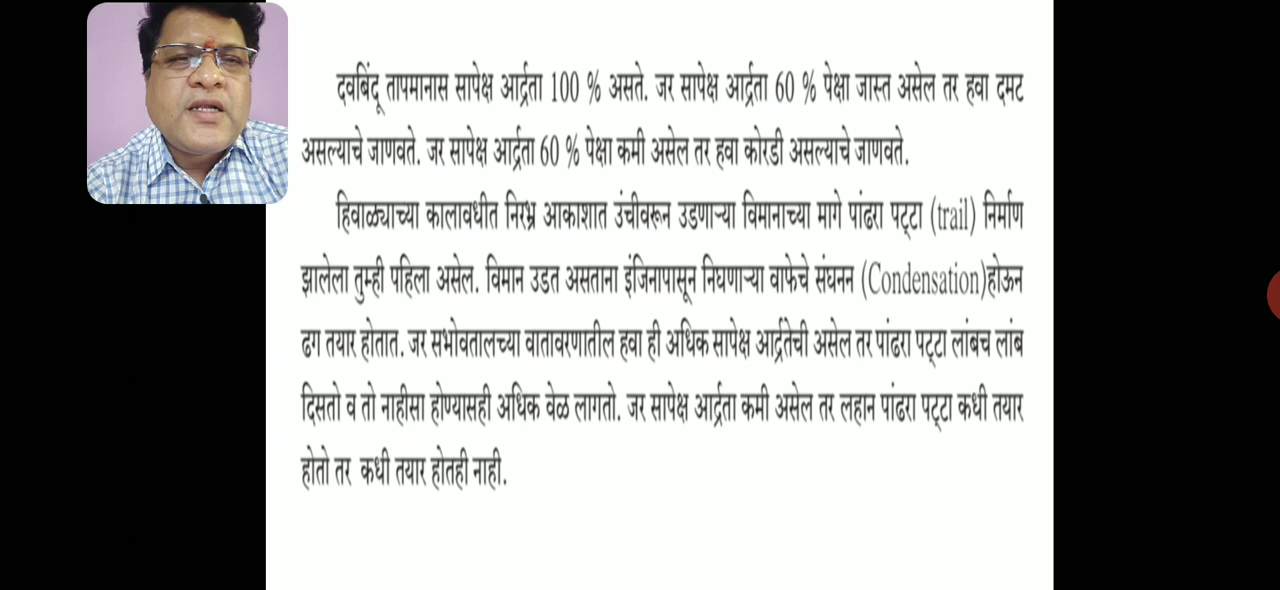 दवबिंदू तापमानास सापेक्ष आर्द्रता 100 % असते. जर सापेक्ष आर्द्रता 60 % पेक्षा जास्त असेल तर हवा दमट
असल्याचे जाणवते. जर सापेक्ष आर्द्रता 60 % पेक्षा कमी असेल तर हवा कोरडी असल्याचे जाणवते.
हिवाळ्याच्या कालावधीत निरभ्र आकाशात उंचीवरून उडणाऱ्या विमानाच्या मागे पांढरा पट्टा (trail) निर्माण
झालेला तुम्ही पहिला असेल. विमान उडत असताना इंजिनापासून निघणाऱ्या वाफेचे संघनन (Condensation)होऊन
ढग तयार होतात. जर सभोवतालच्या वातावरणातील हवा ही अधिक सापेक्ष आर्द्रतेची असेल तर पांढरा पट्टा लांबच लांब
दिसतो व तो नाहीसा होण्यासही अधिक वेळ लागतो. जर सापेक्ष आर्द्रता कमी असेल तर लहान पांढरा पट्टा कधी तयार
होतो तर कधी तयार होतही नाही.